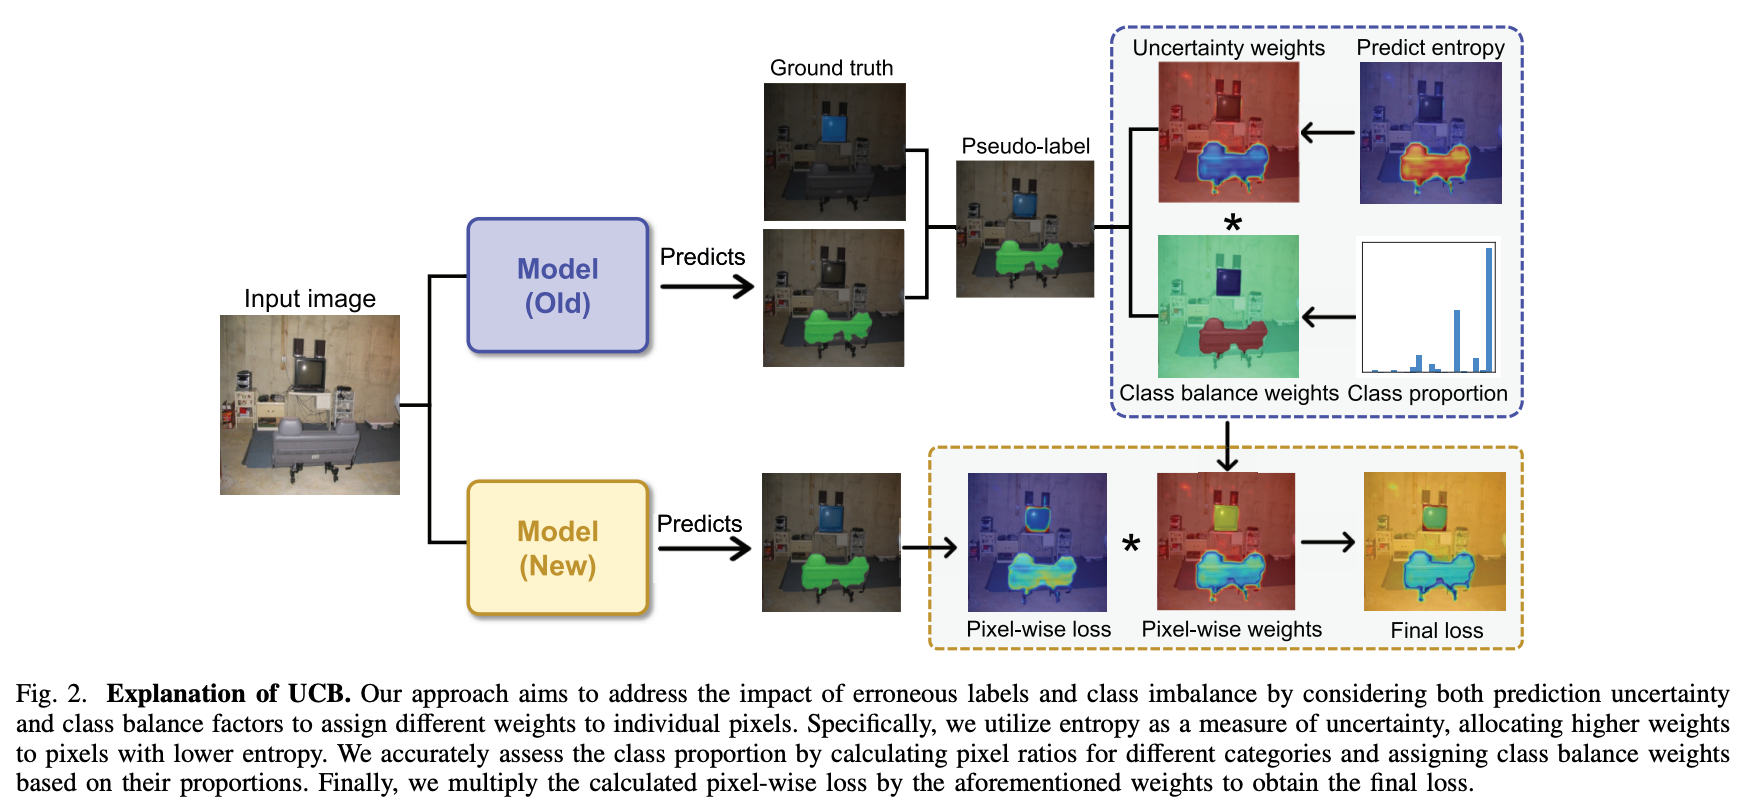 Input image
Model
(Old)
Predicts
Ground truth
Pseudo-label
Uncertainty weights
Predict entropy
*
Class balance weights
Class proportion
Model
(New)
Predicts
*
Pixel-wise loss
Pixel-wise weights
Final loss
Fig. 2. Explanation of UCB. Our approach aims to address the impact of erroneous labels and class imbalance by considering both prediction uncertainty
and class balance factors to assign different weights to individual pixels. Specifically, we utilize entropy as a measure of uncertainty, allocating higher weights
to pixels with lower entropy. We accurately assess the class proportion by calculating pixel ratios for different categories and assigning class balance weights
based on their proportions. Finally, we multiply the calculated pixel-wise loss by the aforementioned weights to obtain the final loss.